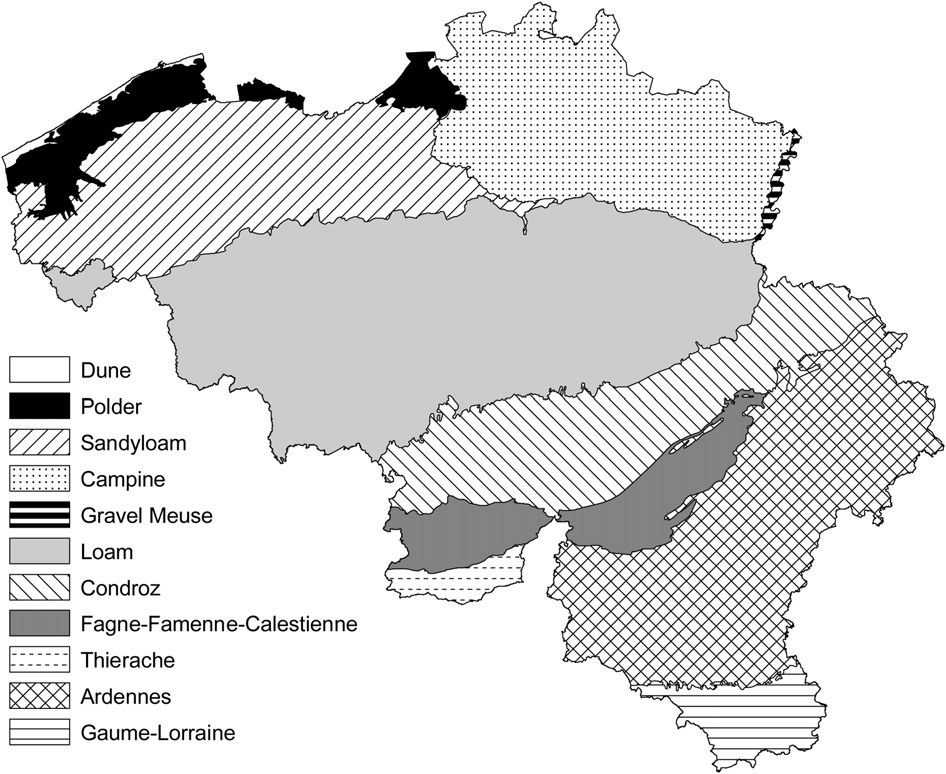 Dune
Polder
Sandyloam
Campine
Gravel Meuse
Loam
Condroz
Fagne-Famenne-Calestienne
Thierache
Ardennes
Gaume-Lorraine